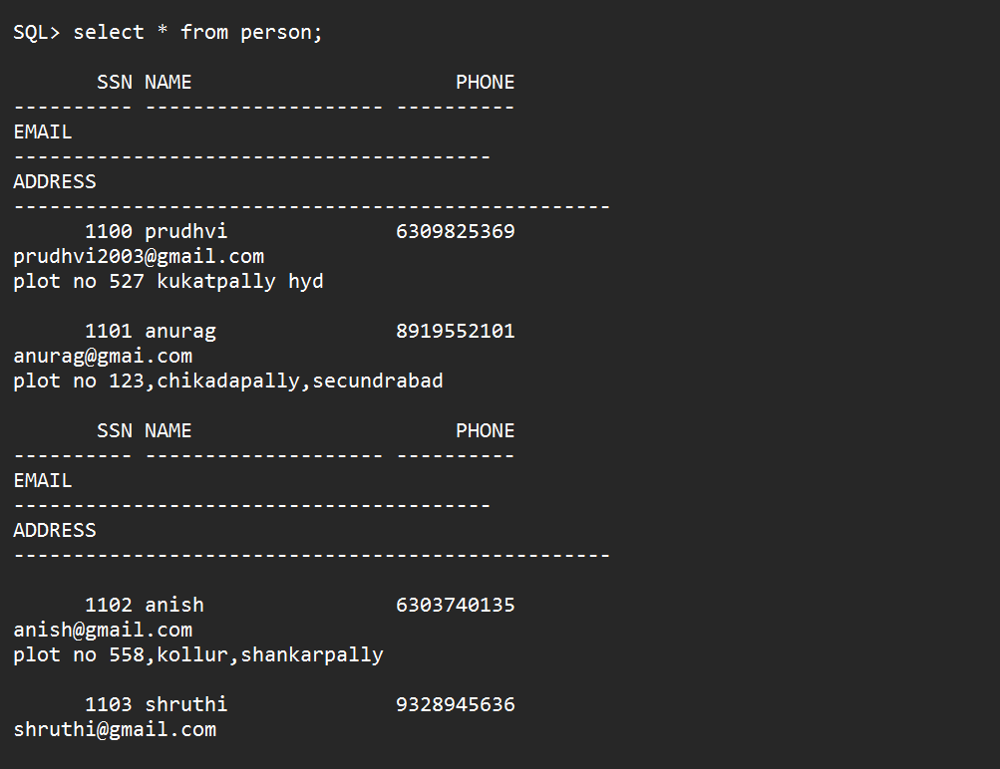 SQL> select * from person;
       SSN NAME                      PHONE
---------- -------------------- ----------
EMAIL
----------------------------------------
ADDRESS
--------------------------------------------------
      1100 prudhvi              6309825369
prudhvi2003@gmail.com
plot no 527 kukatpally hyd
      1101 anurag               8919552101
anurag@gmai.com
plot no 123,chikadapally,secundrabad
       SSN NAME                      PHONE
---------- -------------------- ----------
EMAIL
----------------------------------------
ADDRESS
--------------------------------------------------
      1102 anish                6303740135
anish@gmail.com
plot no 558,kollur,shankarpally
      1103 shruthi              9328945636
shruthi@gmail.com